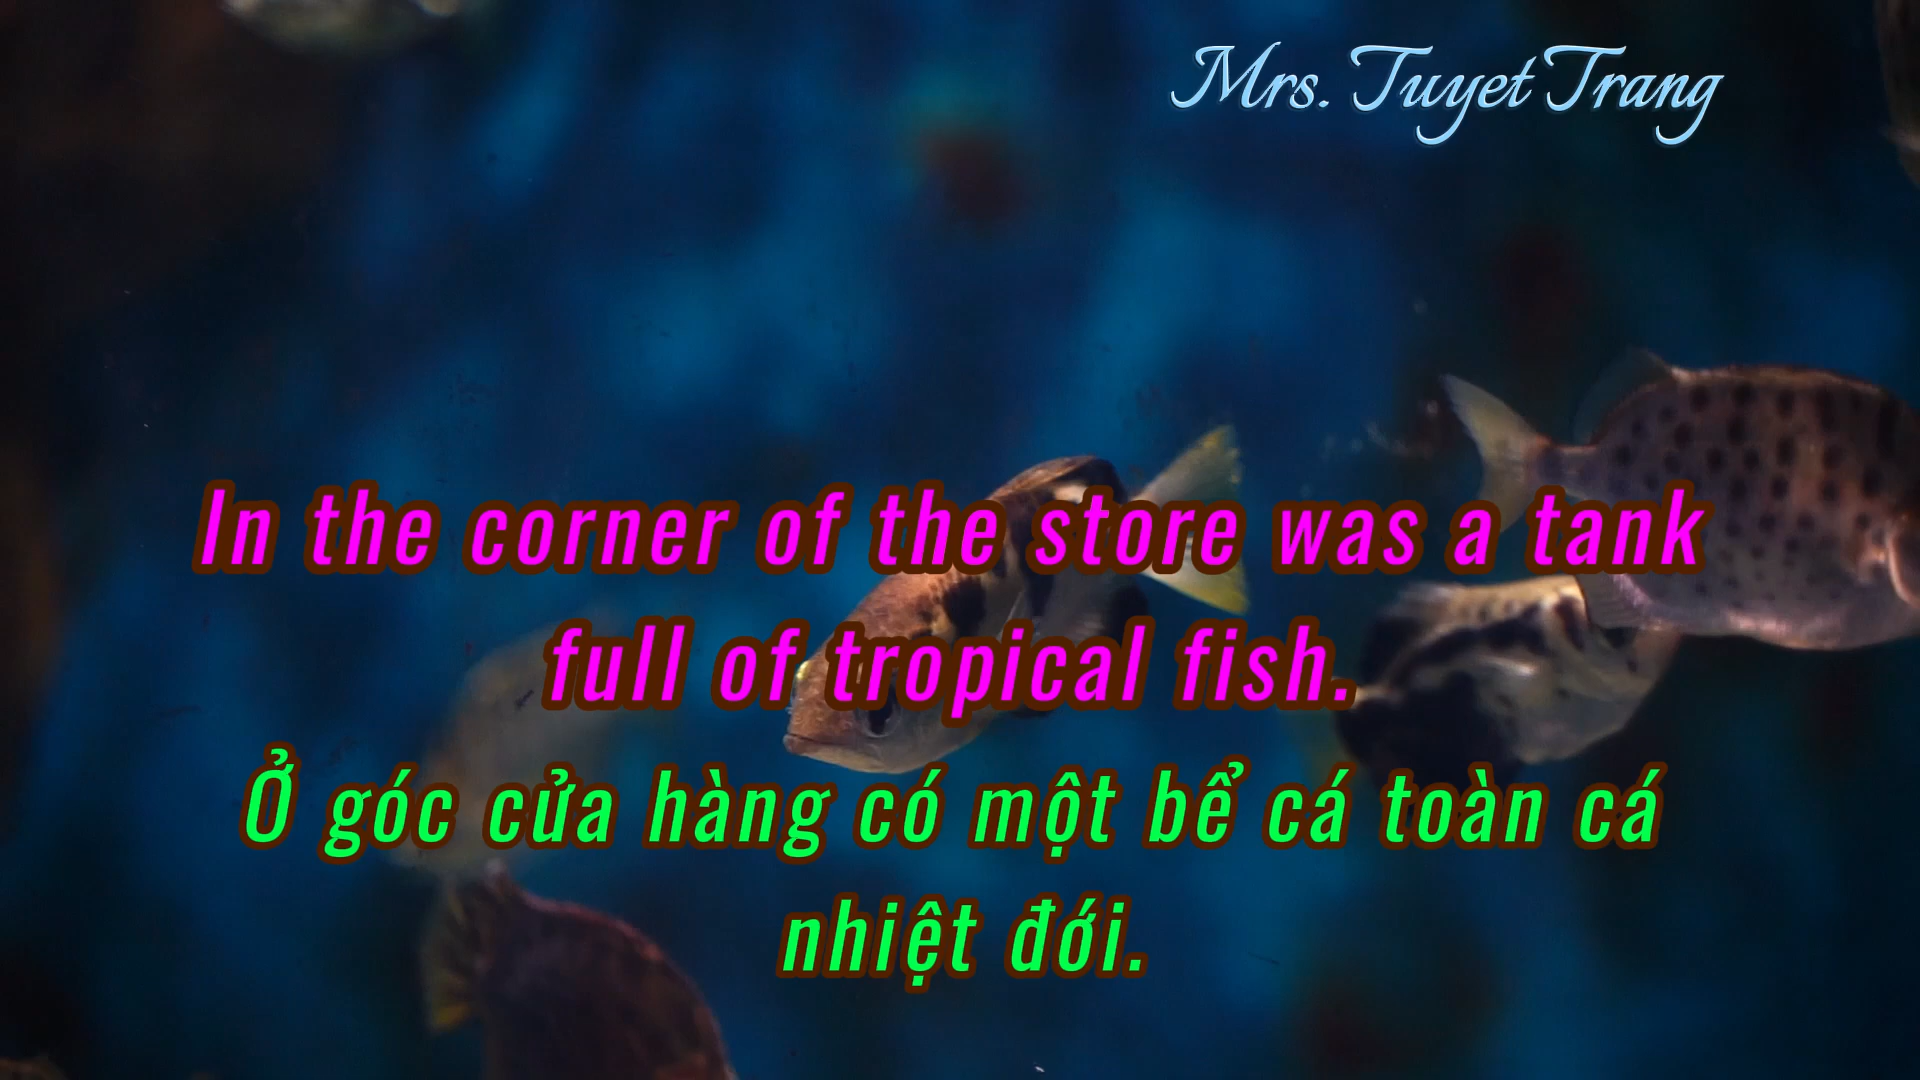 Mrs. Tuyet Trang
In the corner of the store was a tank
full of tropical fish.
Ở góc cửa hàng có một bể cá toàn cá
nhiệt đới.